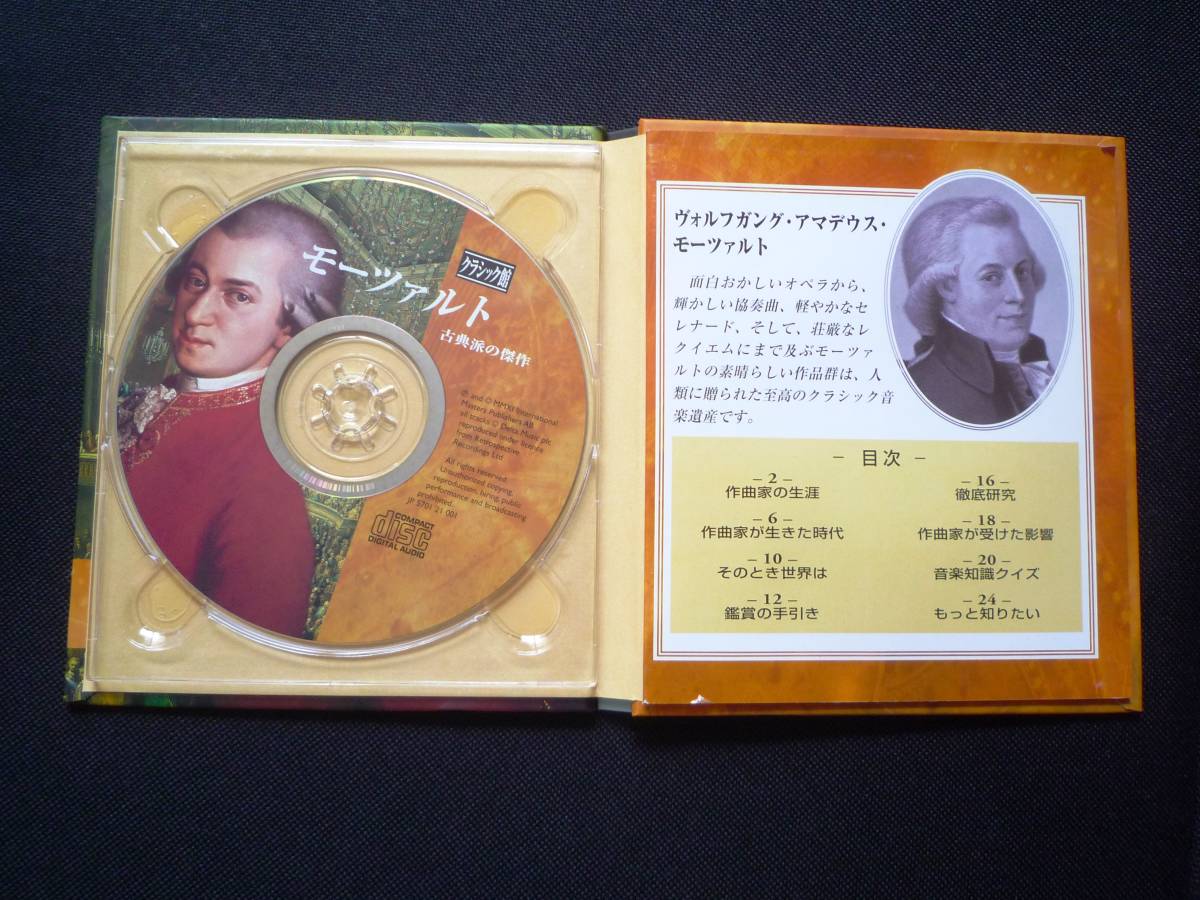 モーツァルト
クラシック館
古典派の傑作
℗ and © MMXI International
Masters Publishers AB
all tracks ℗ Delta Music plc
reproduced under licence
from Retrospective
Recordings Ltd
All rights reserved.
Unauthorized copying,
reproduction, hiring, public
performance and broadcasting
prohibited.
JP 5701 21 001
COMPACT
disc
DIGITAL AUDIO
ヴォルフガング・アマデウス・
モーツァルト
面白おかしいオペラから、
輝かしい協奏曲、軽やかなセ
レナード、そして、荘厳なレ
クイエムにまで及ぶモーツァ
ルトの素晴らしい作品群は、人
類に贈られた至高のクラシック音
楽遺産です。
− 目次 −
− 2 −
作曲家の生涯
− 6 −
作曲家が生きた時代
− 10 −
そのとき世界は
− 12 −
鑑賞の手引き
− 16 −
徹底研究
− 18 −
作曲家が受けた影響
− 20 −
音楽知識クイズ
− 24 −
もっと知りたい